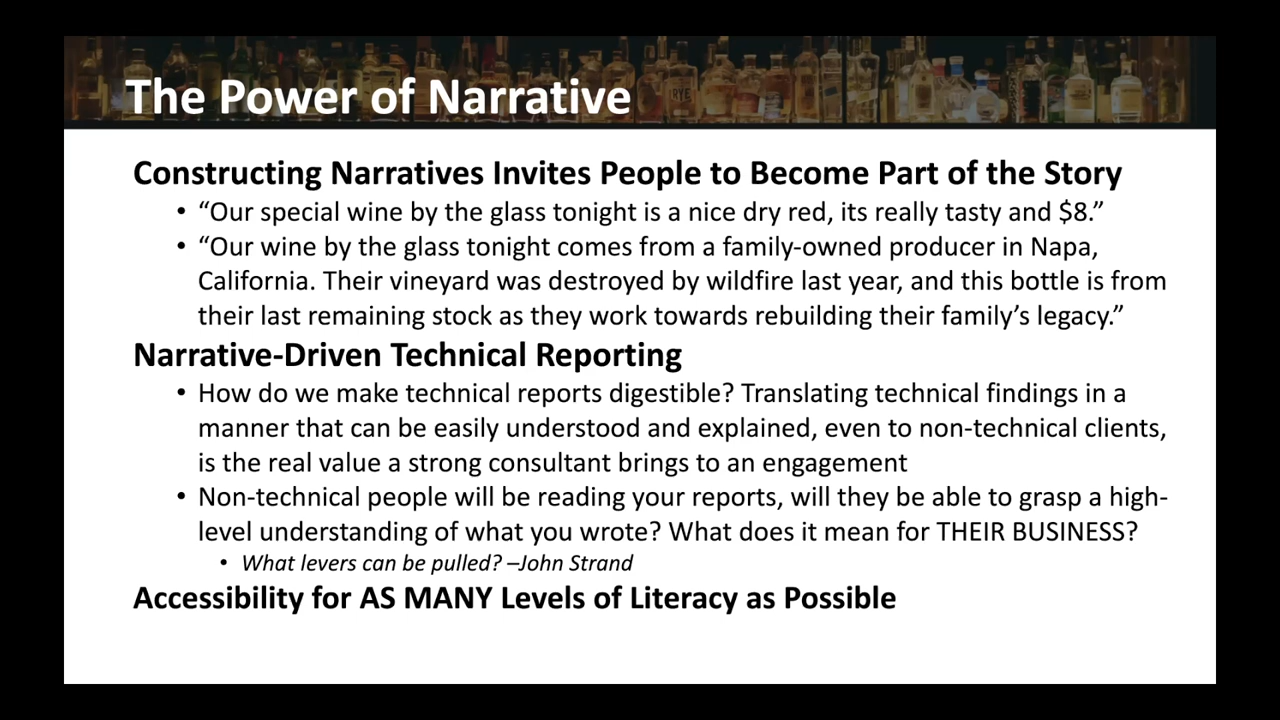 The Power of Narrative
RYE
Constructing Narratives Invites People to Become Part of the Story
• “Our special wine by the glass tonight is a nice dry red, its really tasty and $8.”
• “Our wine by the glass tonight comes from a family-owned producer in Napa,
California. Their vineyard was destroyed by wildfire last year, and this bottle is from
their last remaining stock as they work towards rebuilding their family’s legacy.”
Narrative-Driven Technical Reporting
• How do we make technical reports digestible? Translating technical findings in a
manner that can be easily understood and explained, even to non-technical clients,
is the real value a strong consultant brings to an engagement
• Non-technical people will be reading your reports, will they be able to grasp a high-
level understanding of what you wrote? What does it mean for THEIR BUSINESS?
• What levers can be pulled? –John Strand
Accessibility for AS MANY Levels of Literacy as Possible